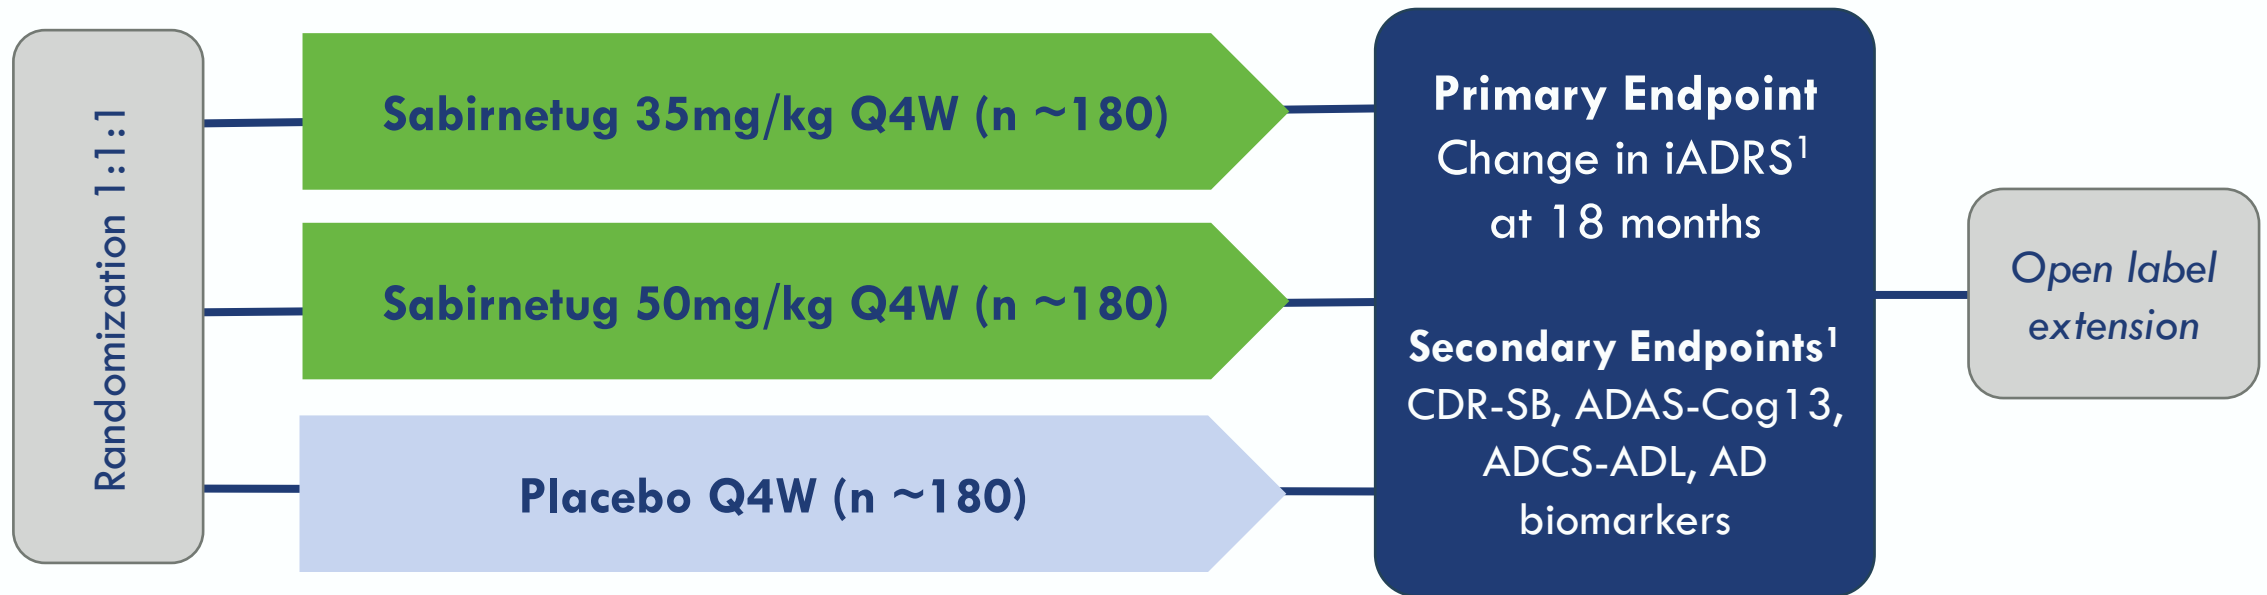 Randomization 1:1:1
Sabirnetug 35mg/kg Q4W (n ~180)
Sabirnetug 50mg/kg Q4W (n ~180)
Placebo Q4W (n ~180)
Primary Endpoint
Change in iADRS¹
at 18 months
Secondary Endpoints¹
CDR-SB, ADAS-Cog13,
ADCS-ADL, AD
biomarkers
Open label
extension